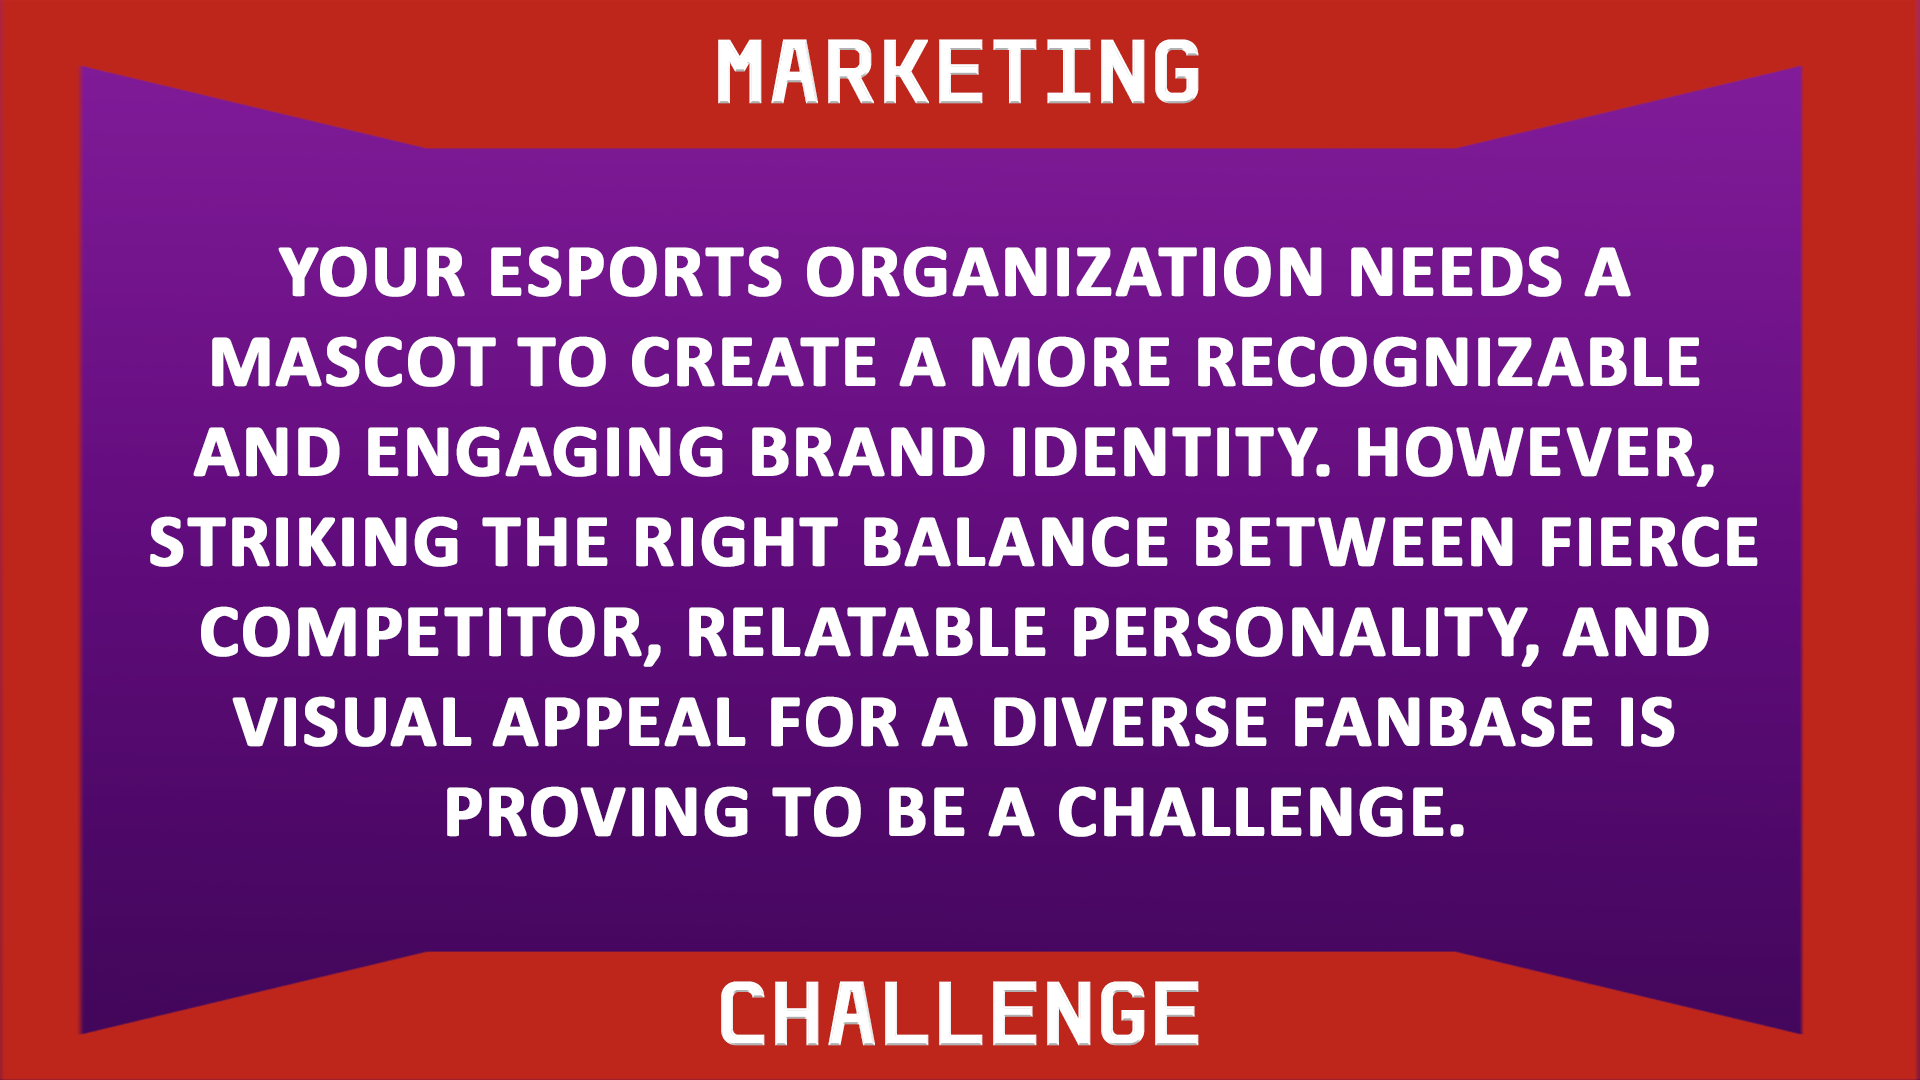 MARKETING
YOUR ESPORTS ORGANIZATION NEEDS A
MASCOT TO CREATE A MORE RECOGNIZABLE
AND ENGAGING BRAND IDENTITY. HOWEVER,
STRIKING THE RIGHT BALANCE BETWEEN FIERCE
COMPETITOR, RELATABLE PERSONALITY, AND
VISUAL APPEAL FOR A DIVERSE FANBASE IS
PROVING TO BE A CHALLENGE.
CHALLENGE